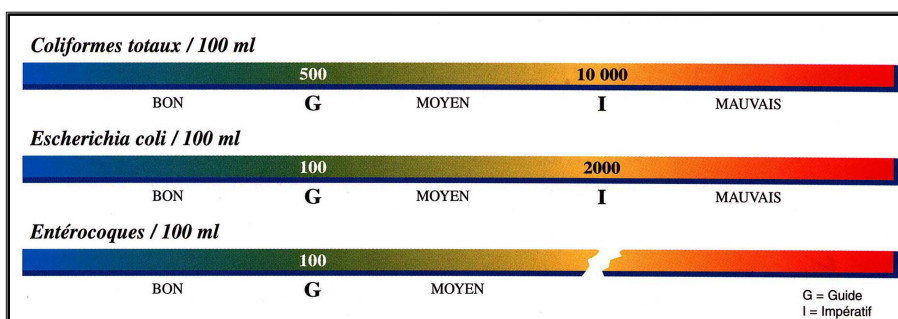 Coliformes totaux / 100 ml
500 10 000
BON G MOYEN I MAUVAIS
Escherichia coli / 100 ml
100 2000
BON G MOYEN I MAUVAIS
Entérocoques / 100 ml
100
BON G MOYEN
G = Guide
I = Impératif